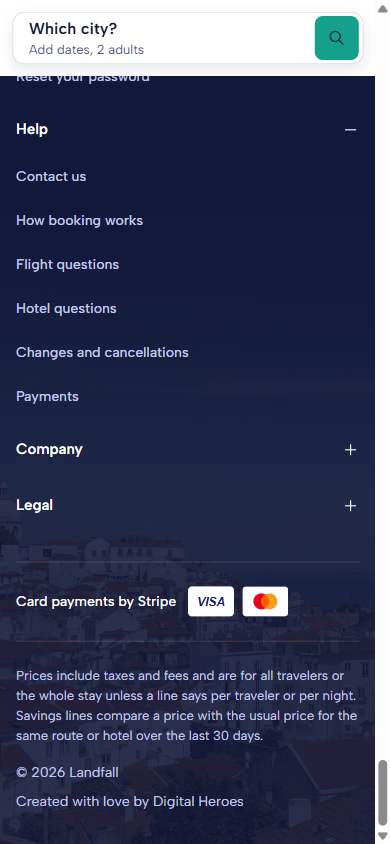 Which city?
Add dates, 2 adults
Reset your password
Help
Contact us
How booking works
Flight questions
Hotel questions
Changes and cancellations
Payments
Company
Legal
Card payments by Stripe VISA
Prices include taxes and fees and are for all travelers or
the whole stay unless a line says per traveler or per night.
Savings lines compare a price with the usual price for the
same route or hotel over the last 30 days.
© 2026 Landfall
Created with love by Digital Heroes